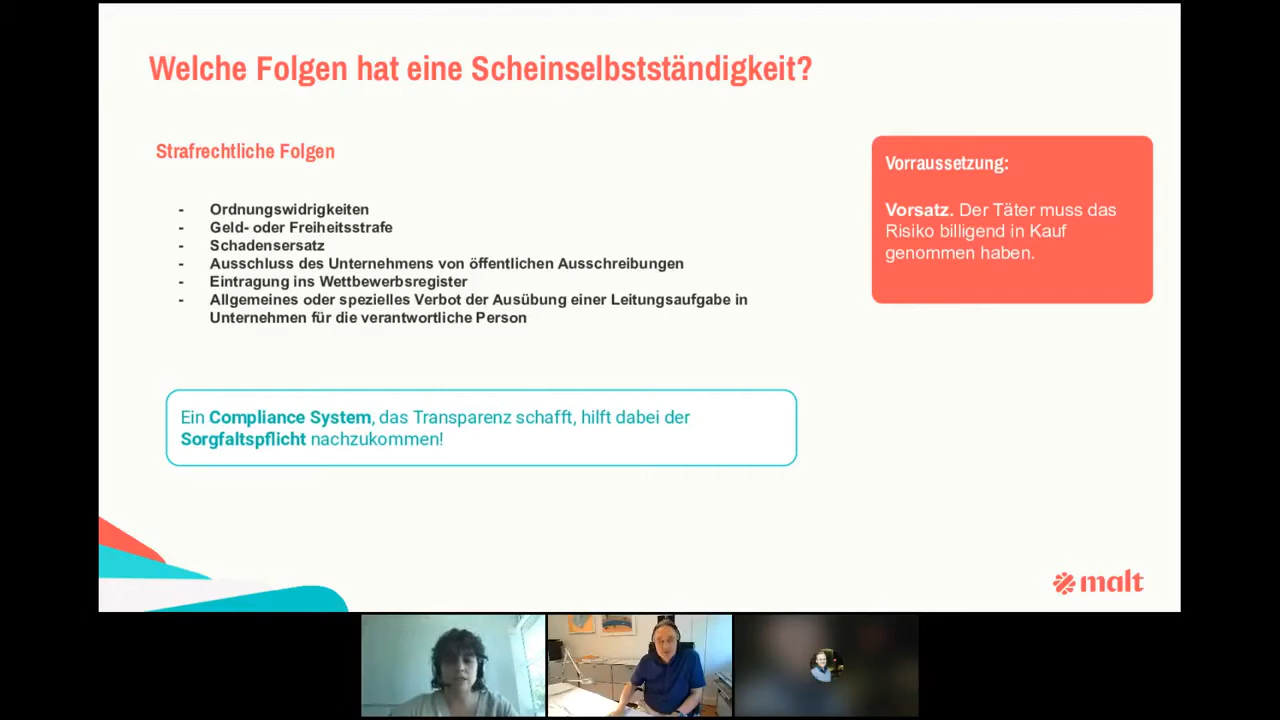 Welche Folgen hat eine Scheinselbstständigkeit?
Strafrechtliche Folgen
- Ordnungswidrigkeiten
- Geld- oder Freiheitsstrafe
- Schadensersatz
- Ausschluss des Unternehmens von öffentlichen Ausschreibungen
- Eintragung ins Wettbewerbsregister
- Allgemeines oder spezielles Verbot der Ausübung einer Leitungsaufgabe in
Unternehmen für die verantwortliche Person
Vorraussetzung:
Vorsatz. Der Täter muss das
Risiko billigend in Kauf
genommen haben.
Ein Compliance System, das Transparenz schafft, hilft dabei der
Sorgfaltspflicht nachzukommen!
malt